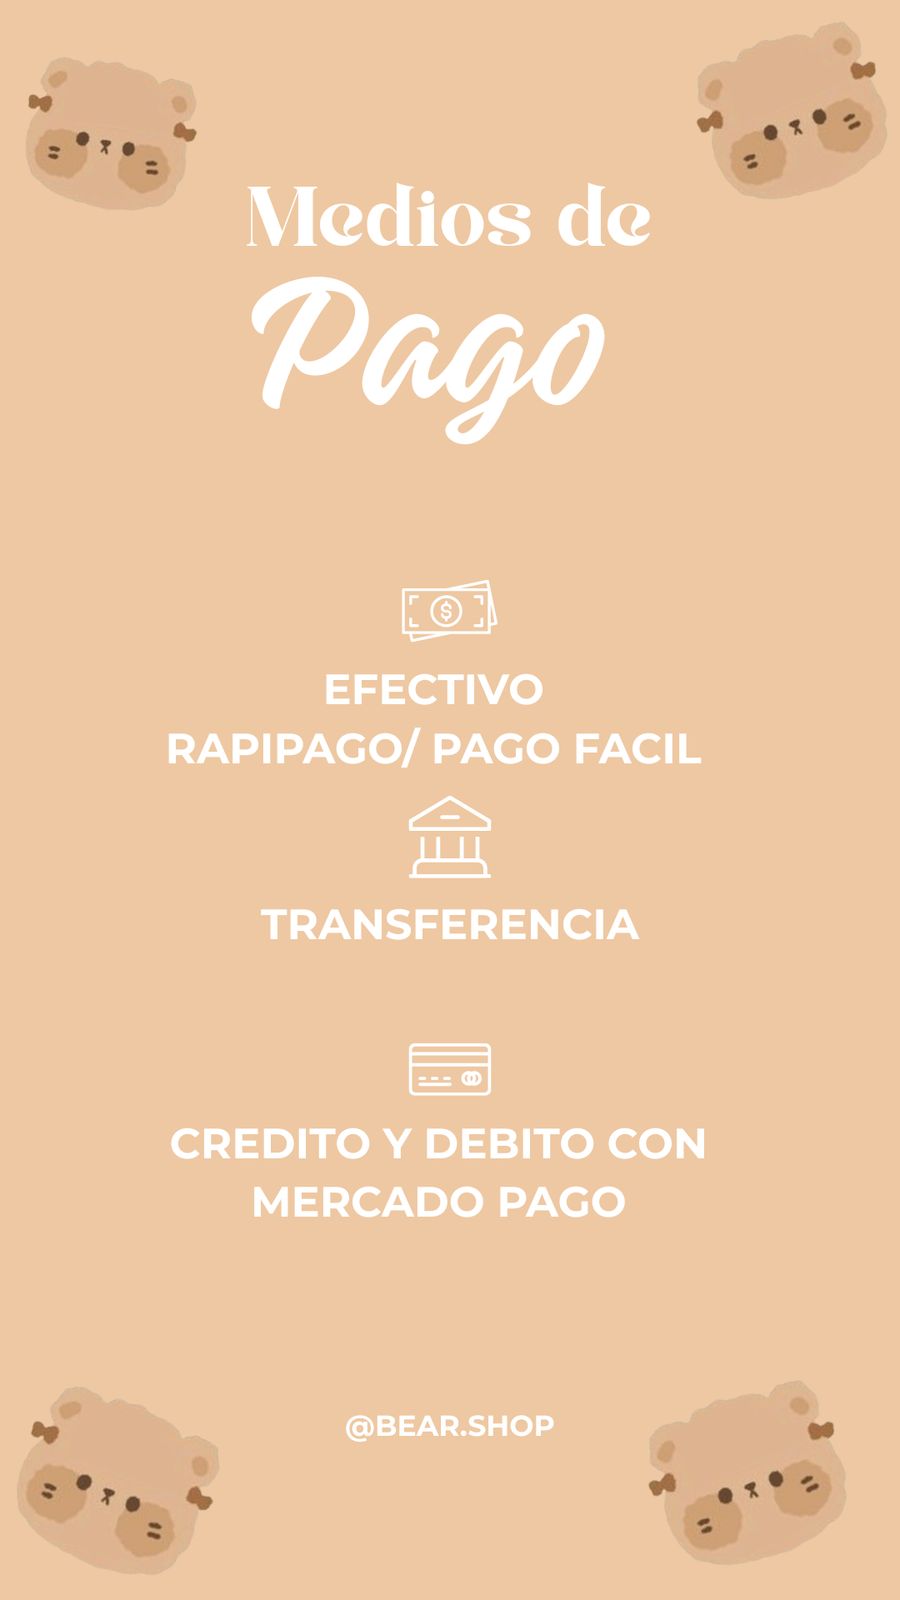 Medios de
Pago
EFECTIVO
RAPIPAGO/ PAGO FACIL
TRANSFERENCIA
CREDITO Y DEBITO CON
MERCADO PAGO
@BEAR.SHOP